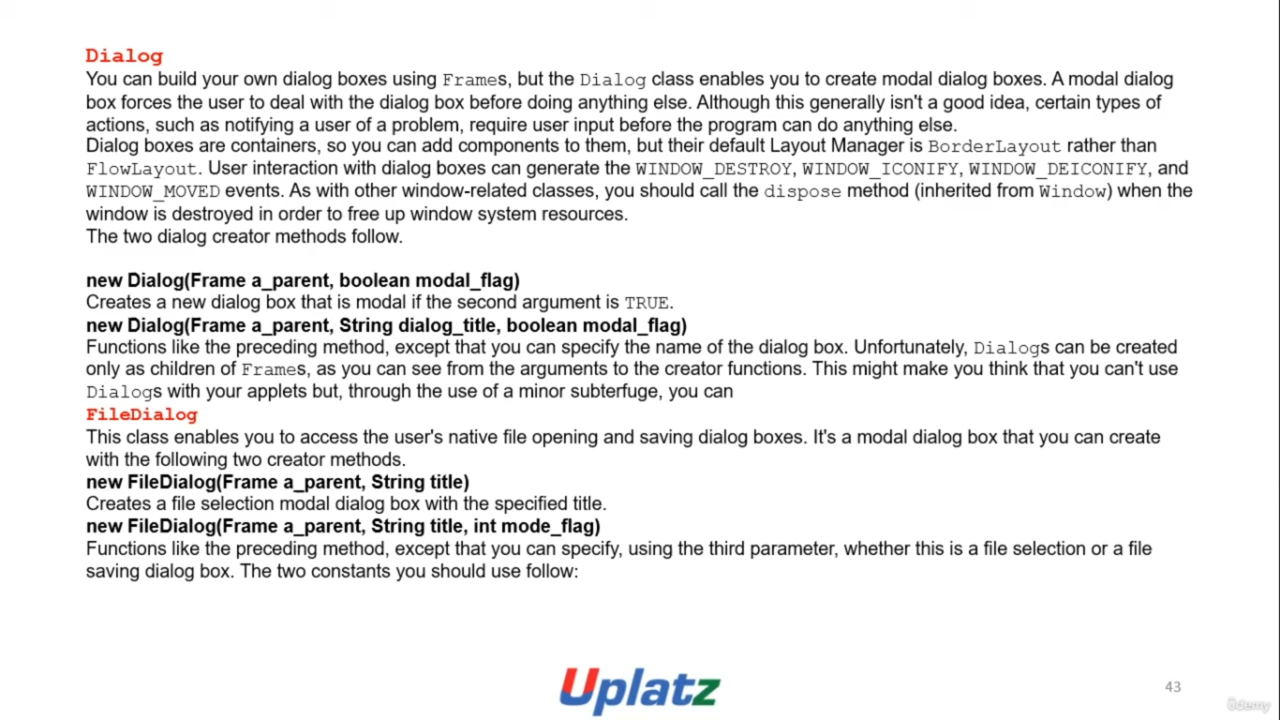 Dialog
You can build your own dialog boxes using Frames, but the Dialog class enables you to create modal dialog boxes. A modal dialog
box forces the user to deal with the dialog box before doing anything else. Although this generally isn't a good idea, certain types of
actions, such as notifying a user of a problem, require user input before the program can do anything else.
Dialog boxes are containers, so you can add components to them, but their default Layout Manager is BorderLayout rather than
FlowLayout. User interaction with dialog boxes can generate the WINDOW_DESTROY, WINDOW_ICONIFY, WINDOW_DEICONIFY, and
WINDOW_MOVED events. As with other window-related classes, you should call the dispose method (inherited from Window) when the
window is destroyed in order to free up window system resources.
The two dialog creator methods follow.
new Dialog(Frame a_parent, boolean modal_flag)
Creates a new dialog box that is modal if the second argument is TRUE.
new Dialog(Frame a_parent, String dialog_title, boolean modal_flag)
Functions like the preceding method, except that you can specify the name of the dialog box. Unfortunately, Dialogs can be created
only as children of Frames, as you can see from the arguments to the creator functions. This might make you think that you can't use
Dialogs with your applets but, through the use of a minor subterfuge, you can
FileDialog
This class enables you to access the user's native file opening and saving dialog boxes. It's a modal dialog box that you can create
with the following two creator methods.
new FileDialog(Frame a_parent, String title)
Creates a file selection modal dialog box with the specified title.
new FileDialog(Frame a_parent, String title, int mode_flag)
Functions like the preceding method, except that you can specify, using the third parameter, whether this is a file selection or a file
saving dialog box. The two constants you should use follow:
Uplatz
43
ûdemy